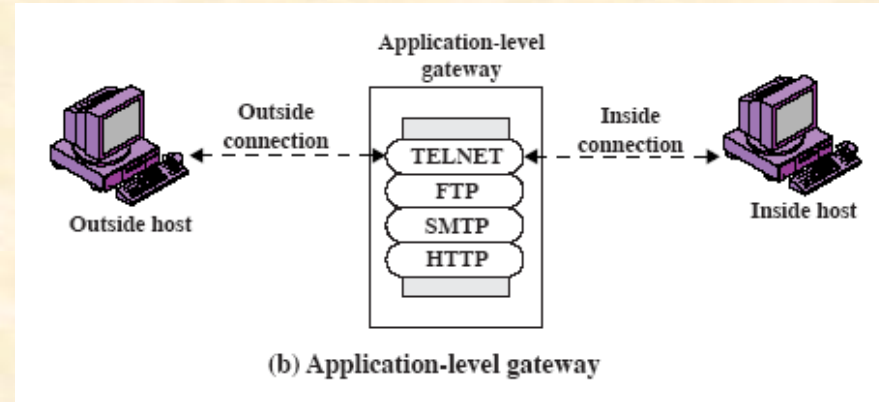 Application-level
gateway
Outside
connection
Inside
connection
TELNET
FTP
SMTP
HTTP
Outside host
Inside host
(b) Application-level gateway